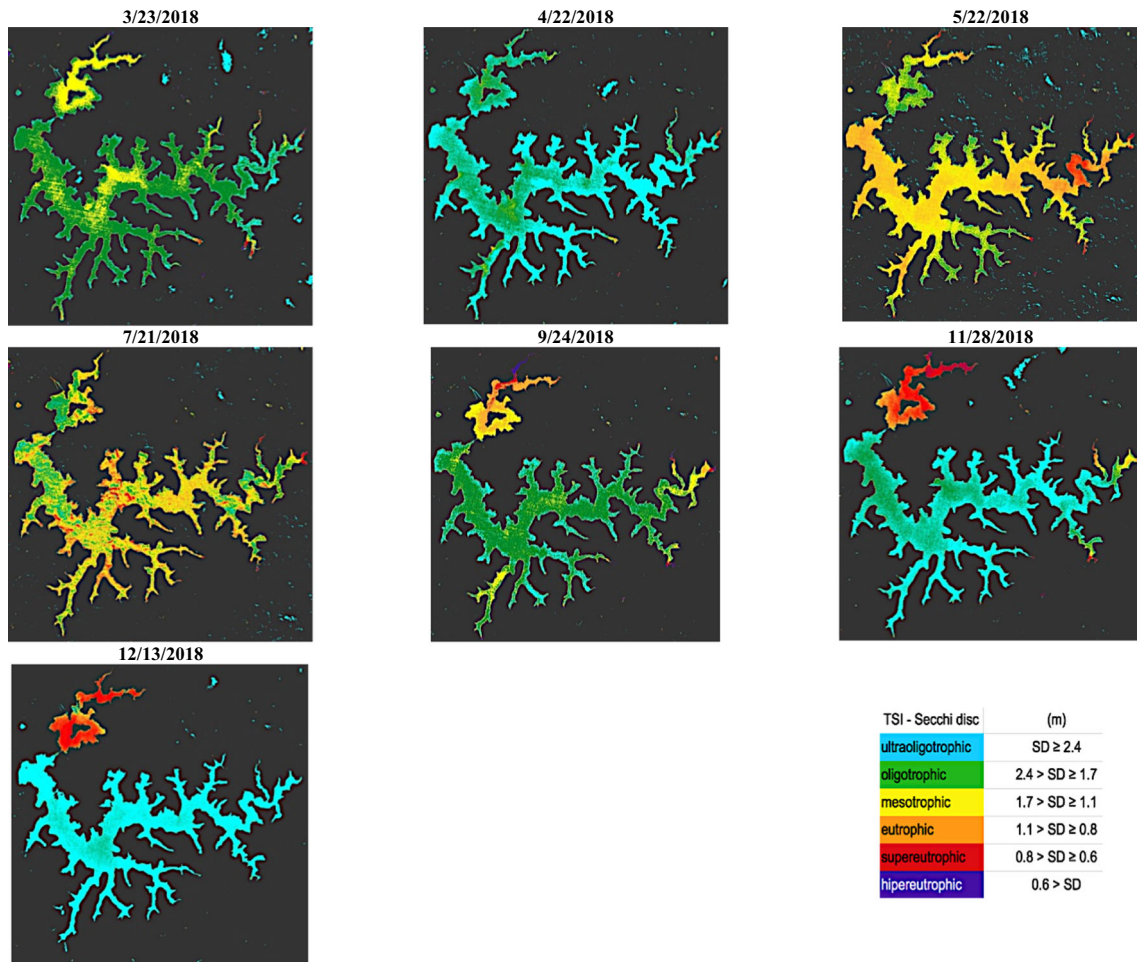 3/23/2018
4/22/2018
5/22/2018
7/21/2018
9/24/2018
11/28/2018
12/13/2018
TSI - Secchi disc (m)
ultraoligotrophic SD ≥ 2.4
oligotrophic 2.4 > SD ≥ 1.7
mesotrophic 1.7 > SD ≥ 1.1
eutrophic 1.1 > SD ≥ 0.8
supereutrophic 0.8 > SD ≥ 0.6
hipereutrophic 0.6 > SD